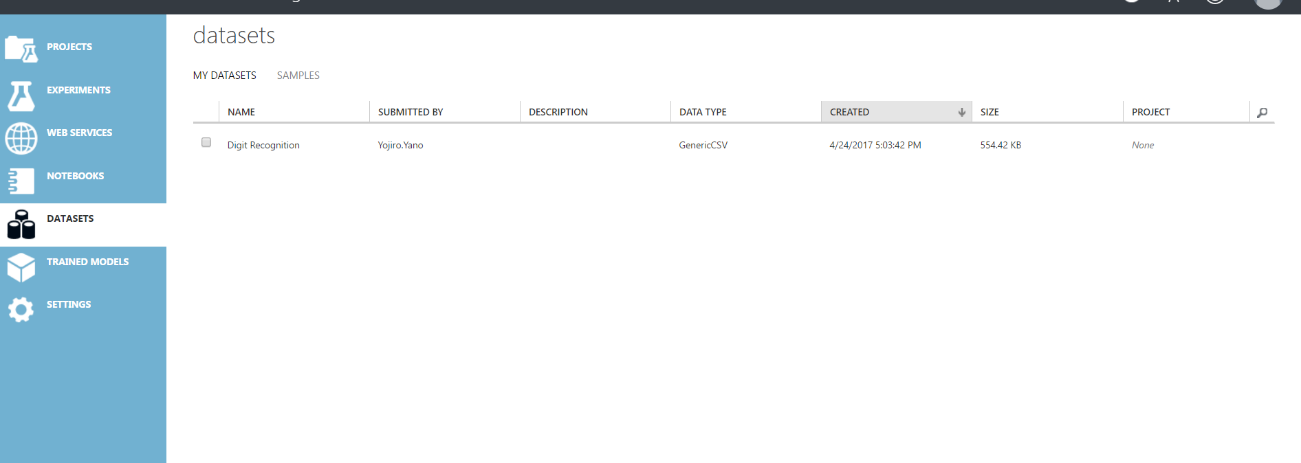 datasets
PROJECTS
EXPERIMENTS
WEB SERVICES
NOTEBOOKS
DATASETS
TRAINED MODELS
SETTINGS
MY DATASETS SAMPLES
NAME SUBMITTED BY DESCRIPTION DATA TYPE CREATED SIZE PROJECT
Digit Recognition Yojiro.Yano GenericCSV 4/24/2017 5:03:42 PM 554.42 KB None